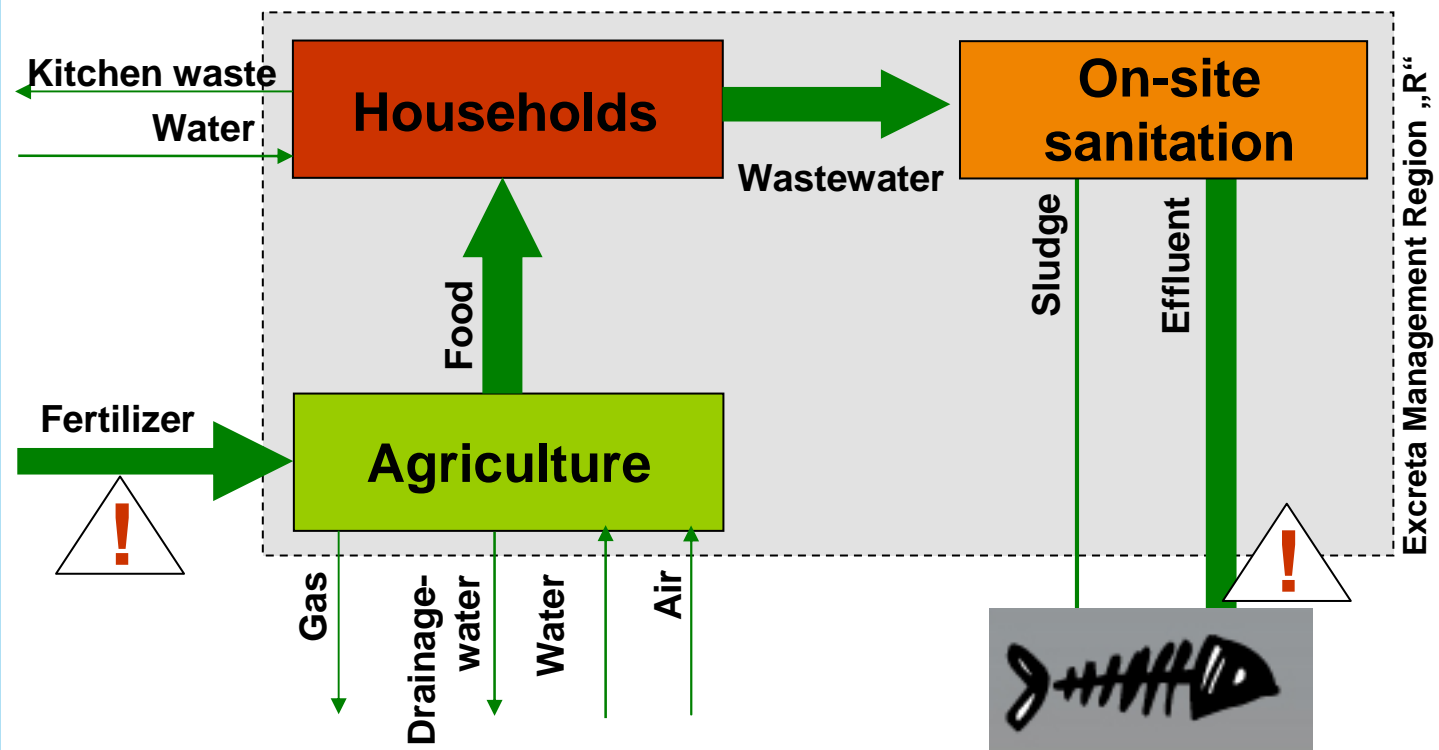 Kitchen waste
Water
Households
Wastewater
On-site
sanitation
Excreta Management Region „R“
Sludge
Effluent
Food
Fertilizer
!
Agriculture
!
Gas
Drainage-
water
Water
Air